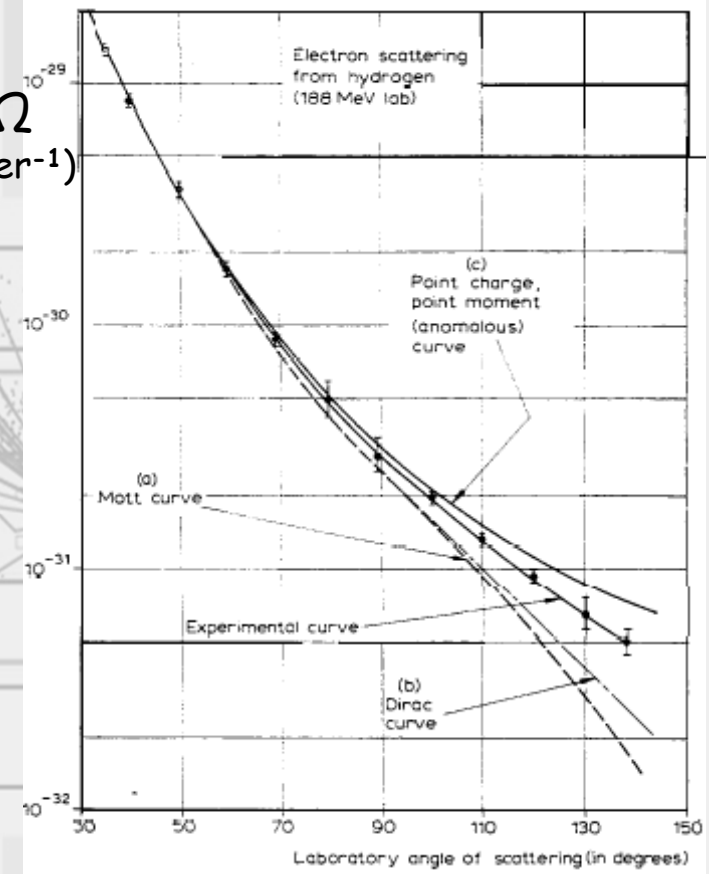 Electron scattering
from hydrogen
(188 MeV lab)
10-29
Ω
er-1)
(c)
Point charge,
point moment
(anomalous)
curve
10-30
(a)
Mott curve
10-31
Experimental curve
(b)
Dirac
curve
10-32
30 50 70 90 110 130 150
Laboratory angle of scattering (in degrees)